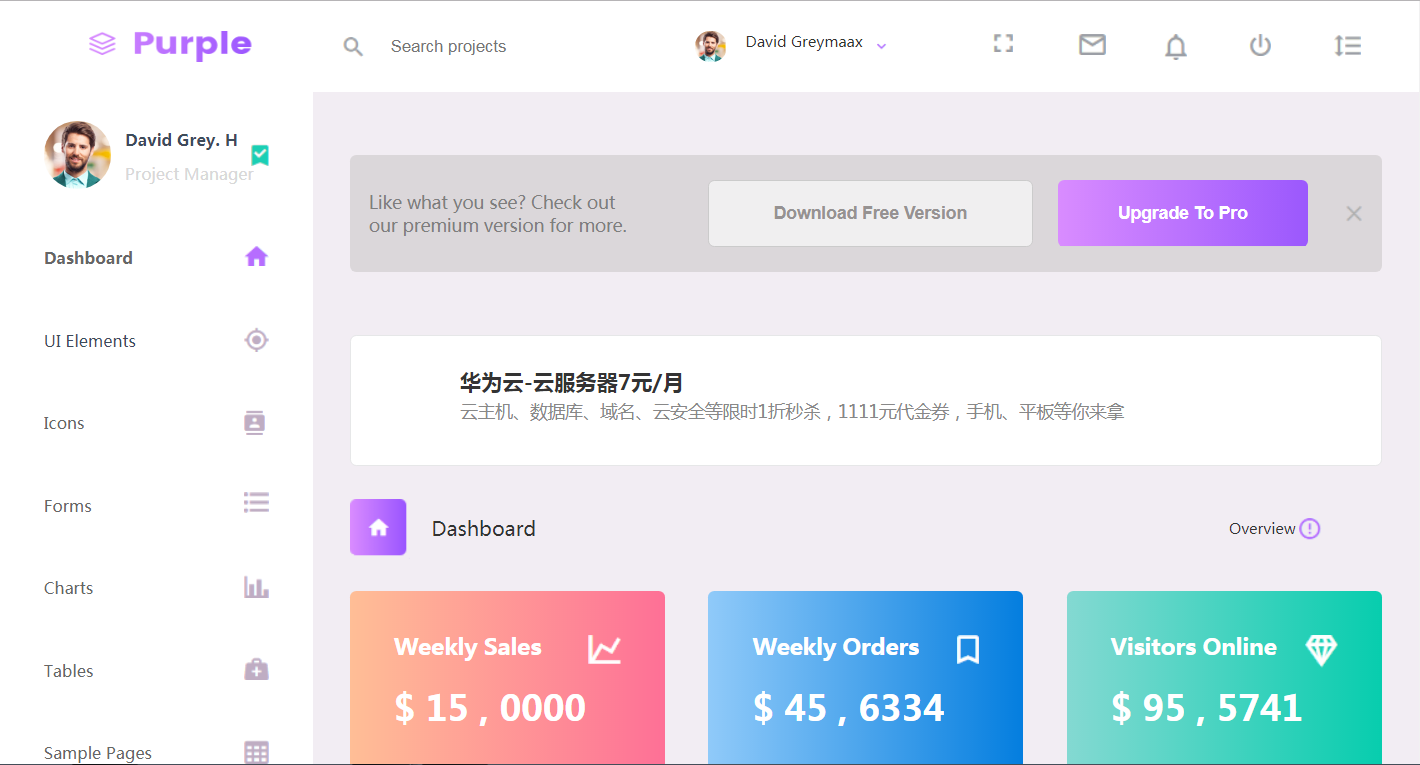 Purple
Search projects
David Greymaax
David Grey. H
Project Manager
Dashboard
UI Elements
Icons
Forms
Charts
Tables
Sample Pages
Like what you see? Check out
our premium version for more.
Download Free Version
Upgrade To Pro
华为云-云服务器7元/月
云主机、数据库、域名、云安全等限时1折秒杀，1111元代金券，手机、平板等你来拿
Dashboard
Overview
Weekly Sales
$ 15 , 0000
Weekly Orders
$ 45 , 6334
Visitors Online
$ 95 , 5741